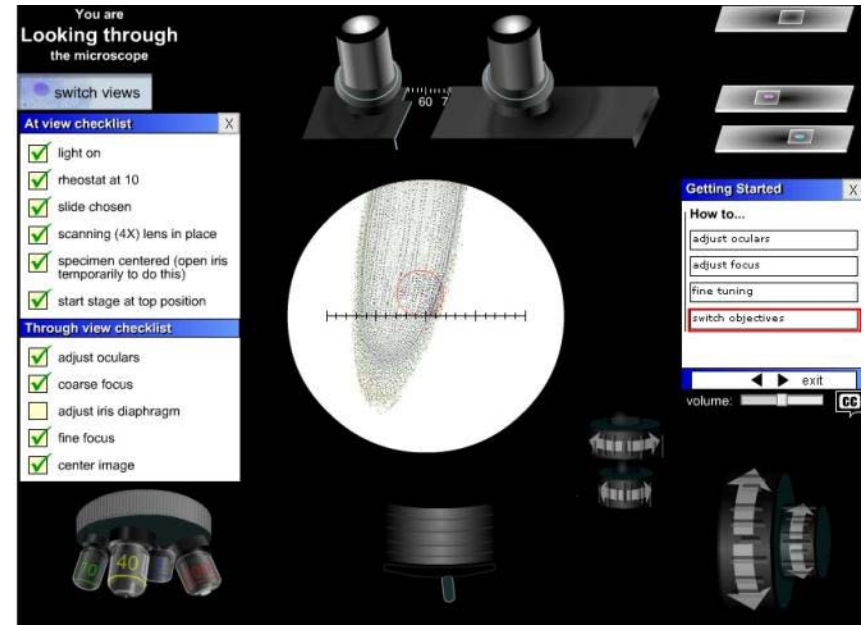 You are
Looking through
the microscope
switch views
At view checklist X
light on
rheostat at 10
slide chosen
scanning (4X) lens in place
specimen centered (open iris
temporarily to do this)
start stage at top position
Through view checklist
adjust oculars
coarse focus
adjust iris diaphragm
fine focus
center image
60 7
Getting Started X
How to...
adjust oculars
adjust focus
fine tuning
switch objectives
exit
volume:
CC
10
40